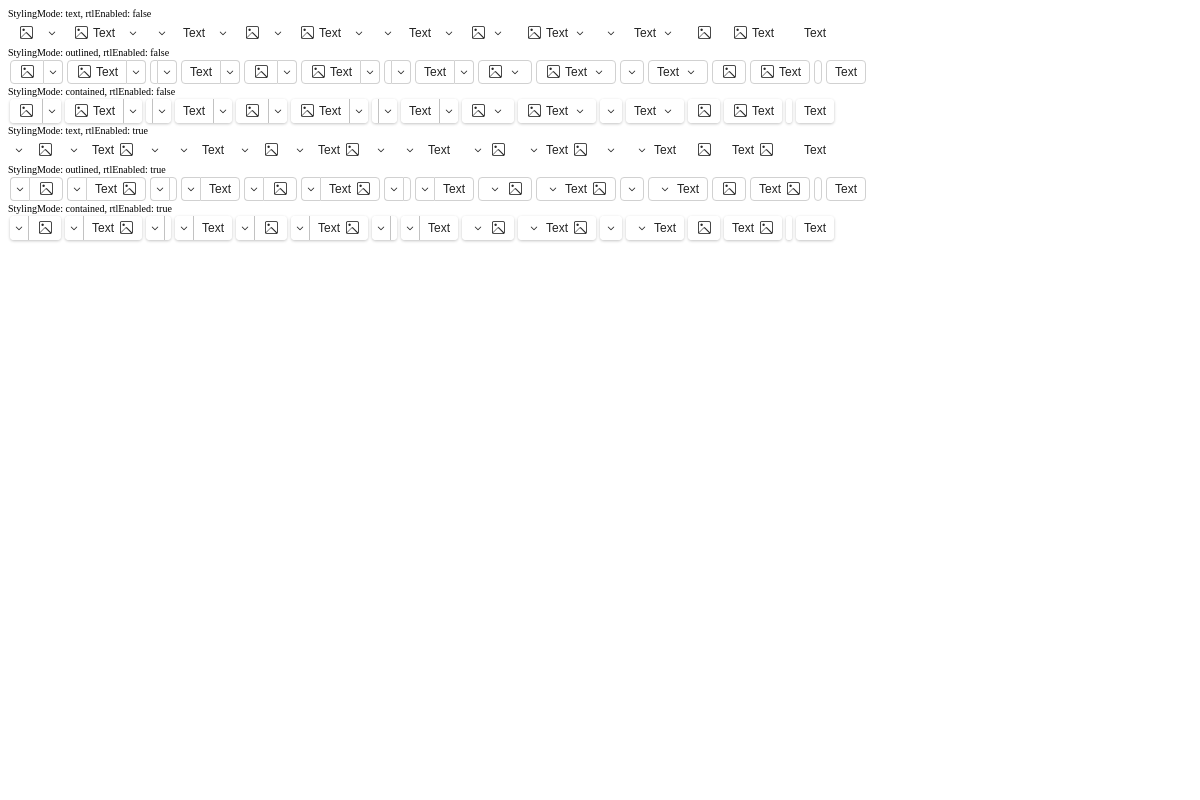 StylingMode: text, rtlEnabled: false
Text Text Text Text Text Text Text Text
StylingMode: outlined, rtlEnabled: false
Text Text Text Text Text Text Text Text
StylingMode: contained, rtlEnabled: false
Text Text Text Text Text Text Text Text
StylingMode: text, rtlEnabled: true
Text Text Text Text Text Text Text Text
StylingMode: outlined, rtlEnabled: true
Text Text Text Text Text Text Text Text
StylingMode: contained, rtlEnabled: true
Text Text Text Text Text Text Text Text